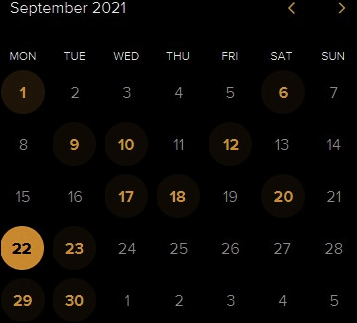 September 2021
MON TUE WED THU FRI SAT SUN
1 2 3 4 5 6 7
8 9 10 11 12 13 14
15 16 17 18 19 20 21
22 23 24 25 26 27 28
29 30 1 2 3 4 5